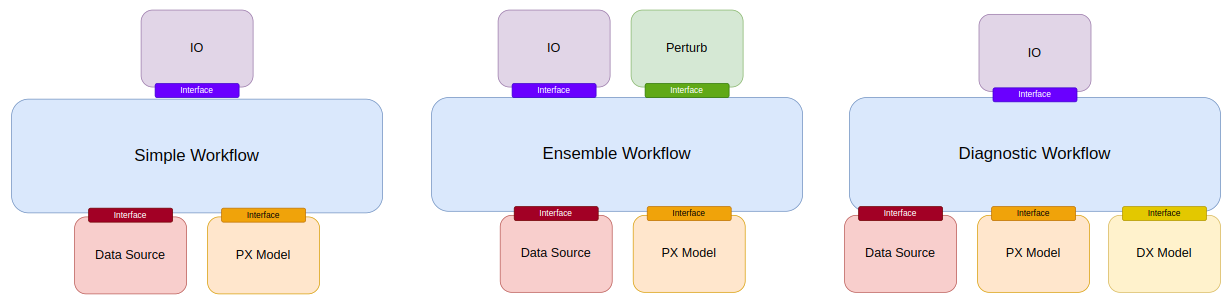 IO
Interface
Simple Workflow
Interface
Interface
Data Source
PX Model
IO
Perturb
Interface
Interface
Ensemble Workflow
Interface
Interface
Data Source
PX Model
IO
Interface
Diagnostic Workflow
Interface
Interface
Interface
Data Source
PX Model
DX Model